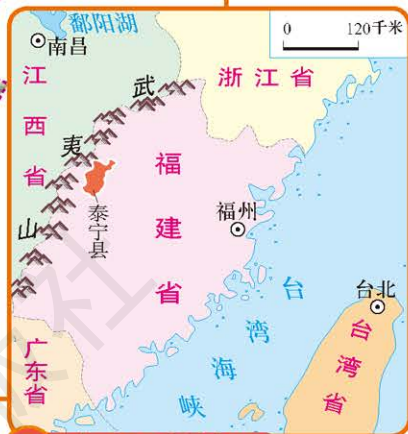 鄱阳湖
南昌
0 120千米
江西省
浙江省
武夷山
福建省
泰宁县
福州
台湾海峡
台北
台湾省
广东省